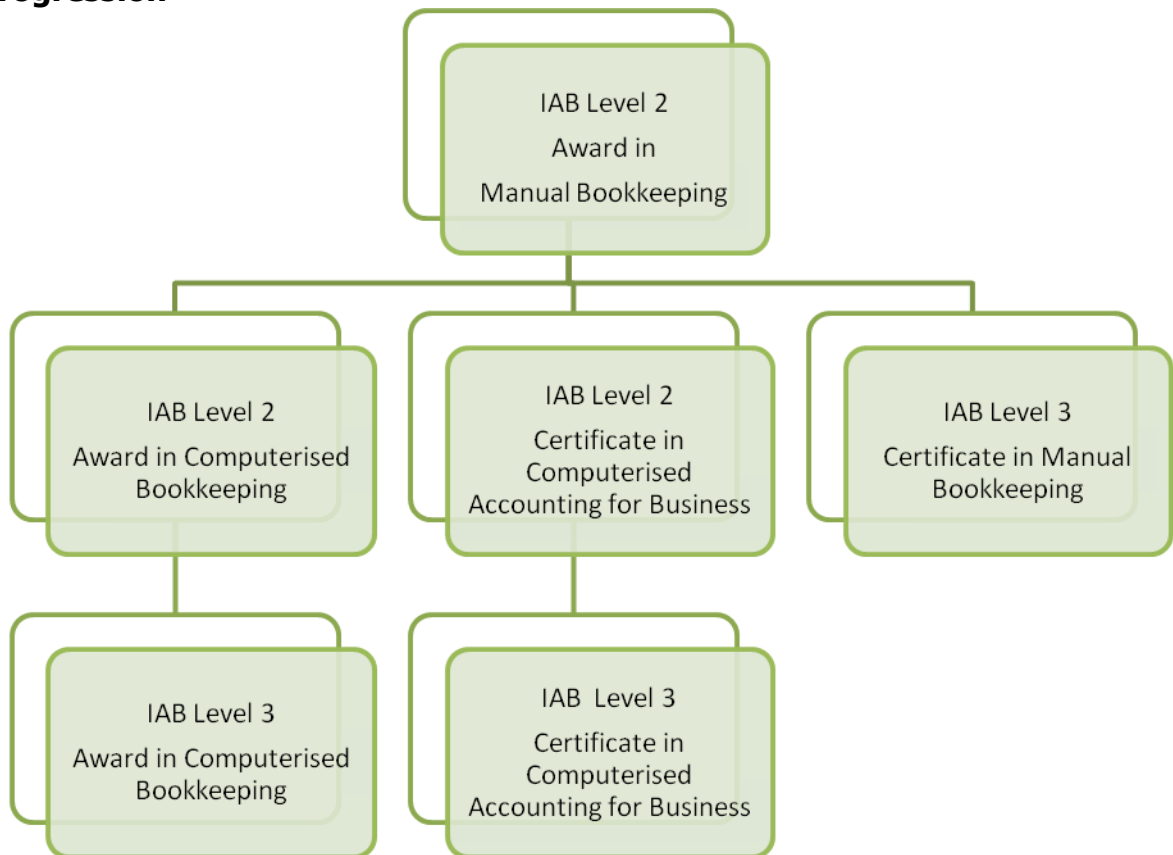 rogression
IAB Level 2
Award in
Manual Bookkeeping
IAB Level 2
Award in Computerised
Bookkeeping
IAB Level 2
Certificate in
Computerised
Accounting for Business
IAB Level 3
Certificate in Manual
Bookkeeping
IAB Level 3
Award in Computerised
Bookkeeping
IAB Level 3
Certificate in
Computerised
Accounting for Business